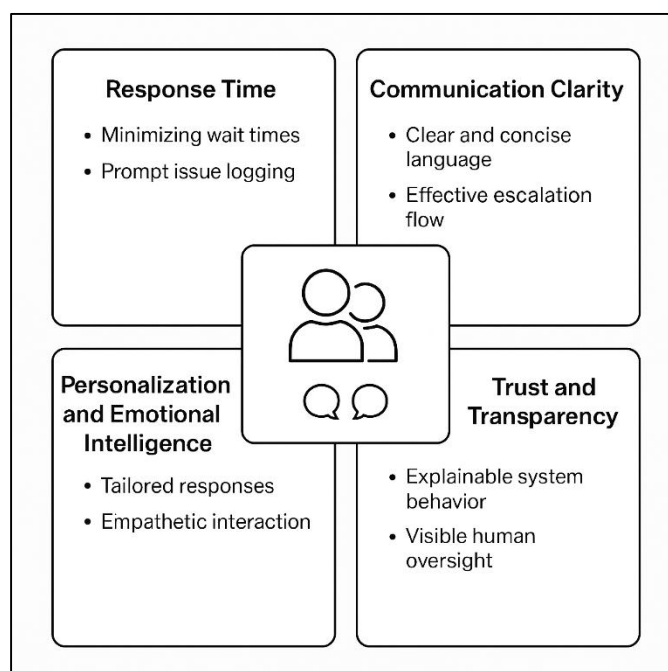 Response Time
• Minimizing wait times
• Prompt issue logging
Communication Clarity
• Clear and concise
language
• Effective escalation
flow
Personalization
and Emotional
Intelligence
• Tailored responses
• Empathetic interaction
Trust and
Transparency
• Explainable system
behavior
• Visible human
oversight